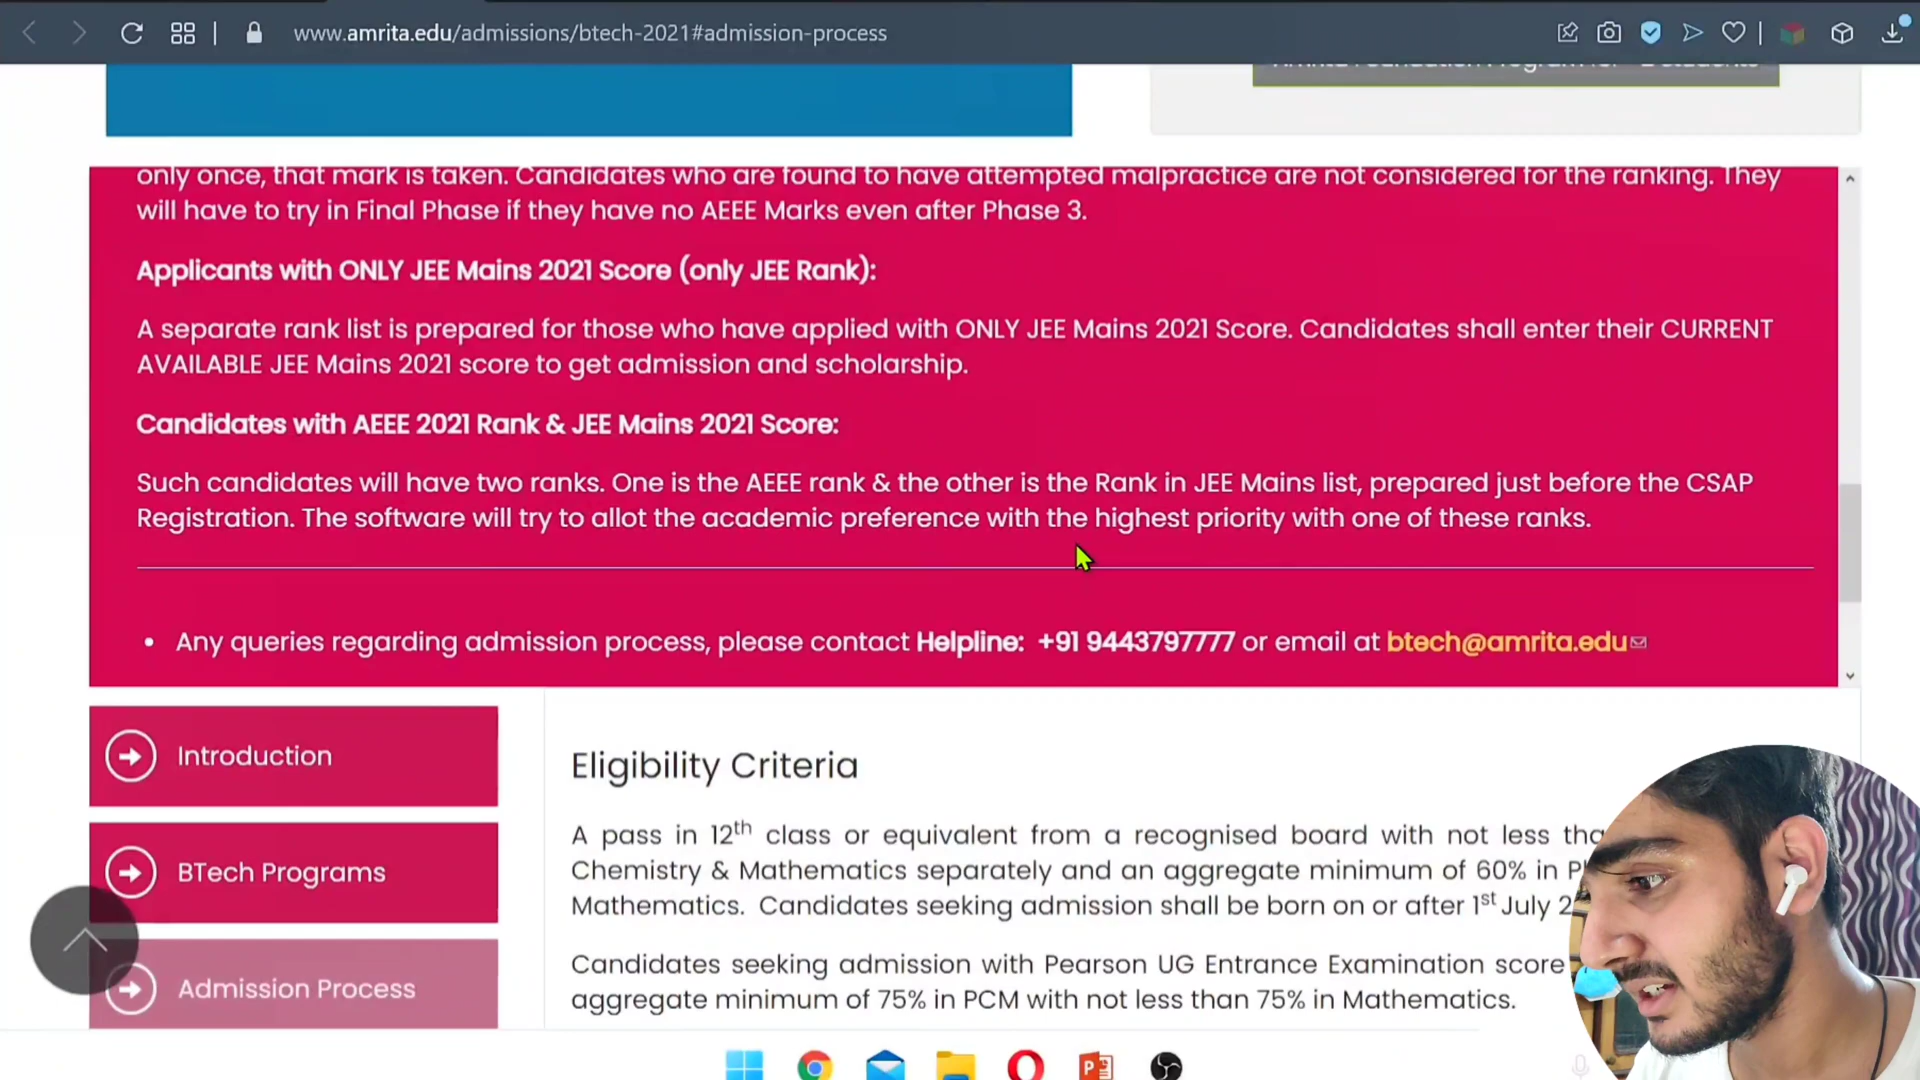 www.amrita.edu/admissions/btech-2021#admission-process
only once, that mark is taken. Candidates who are found to have attempted malpractice are not considered for the ranking. They
will have to try in Final Phase if they have no AEEE Marks even after Phase 3.
Applicants with ONLY JEE Mains 2021 Score (only JEE Rank):
A separate rank list is prepared for those who have applied with ONLY JEE Mains 2021 Score. Candidates shall enter their CURRENT
AVAILABLE JEE Mains 2021 score to get admission and scholarship.
Candidates with AEEE 2021 Rank & JEE Mains 2021 Score:
Such candidates will have two ranks. One is the AEEE rank & the other is the Rank in JEE Mains list, prepared just before the CSAP
Registration. The software will try to allot the academic preference with the highest priority with one of these ranks.
• Any queries regarding admission process, please contact Helpline: +91 9443797777 or email at btech@amrita.edu
Introduction
BTech Programs
Admission Process
Eligibility Criteria
A pass in 12th class or equivalent from a recognised board with not less
Chemistry & Mathematics separately and an aggregate minimum of 60% in
Mathematics. Candidates seeking admission shall be born on or after 1st July
Candidates seeking admission with Pearson UG Entrance Examination score
aggregate minimum of 75% in PCM with not less than 75% in Mathematics.